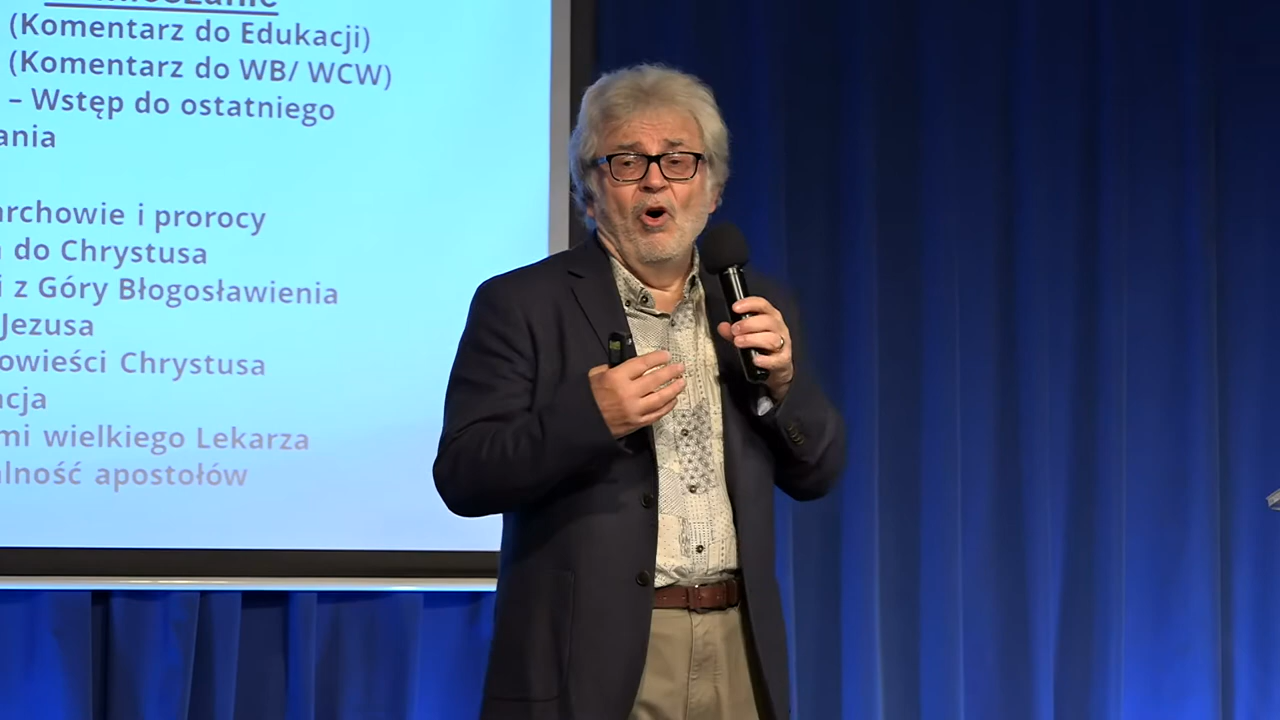 (Komentarz do Edukacji)
(Komentarz do WB/ WCW)
– Wstęp do ostatniego
ania
archowie i prorocy
do Chrystusa
i z Góry Błogosławienia
Jezusa
owieści Chrystusa
acja
mi wielkiego Lekarza
alność apostołów